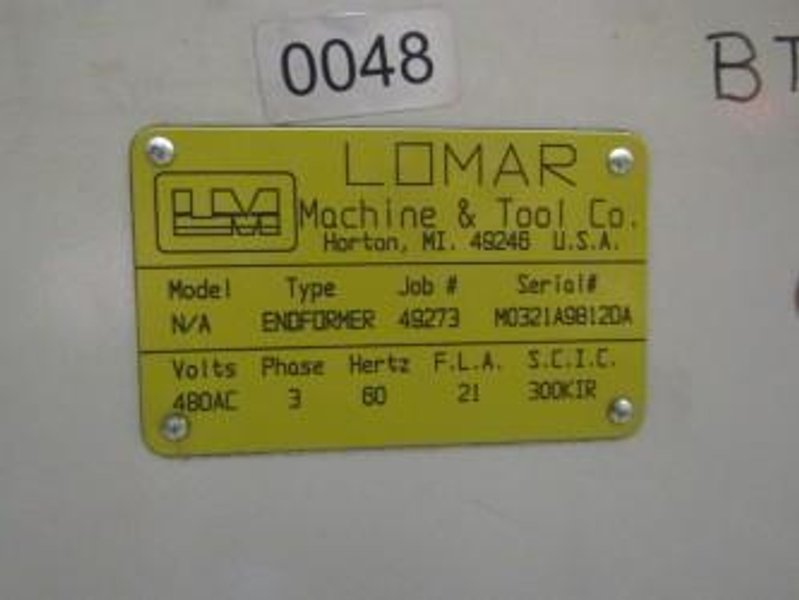 0048
BT
LOMAR
LM
Machine & Tool Co.
Horton, MI. 49246 U.S.A.
Model Type Job # Serial#
N/A ENDFORMER 49273 M0321A9812DA
Volts Phase Hertz F.L.A. S.C.I.C.
480AC 3 60 21 300KIR